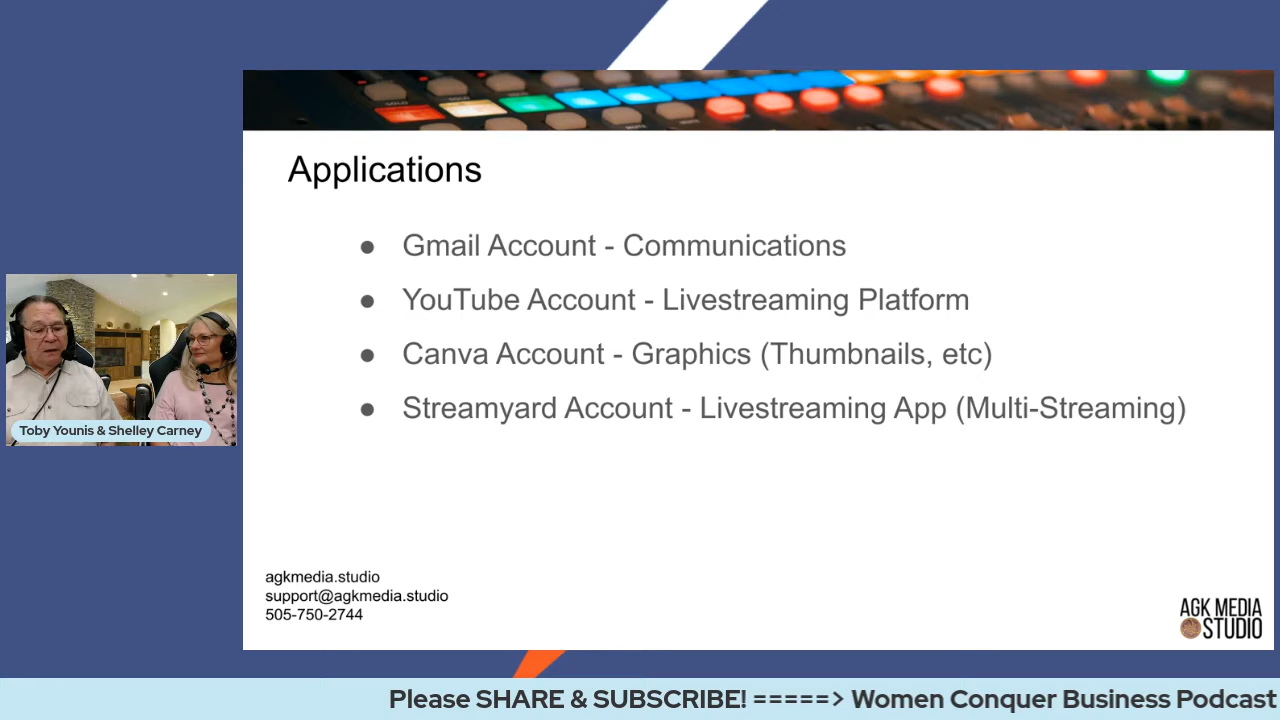 Applications
● Gmail Account - Communications
● YouTube Account - Livestreaming Platform
● Canva Account - Graphics (Thumbnails, etc)
● Streamyard Account - Livestreaming App (Multi-Streaming)
Toby Younis & Shelley Carney
agkmedia.studio
support@agkmedia.studio
505-750-2744
AGK MEDIA
STUDIO
Please SHARE & SUBSCRIBE! =====> Women Conquer Business Podcast